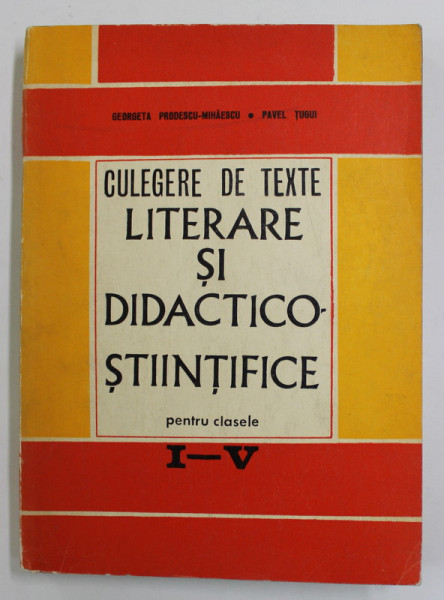 GEORGETA PRODESCU-MIHĂESCU • PAVEL ȚUGUI
CULEGERE DE TEXTE
LITERARE
ȘI
DIDACTICO-
ȘTIINȚIFICE
pentru clasele
I—V